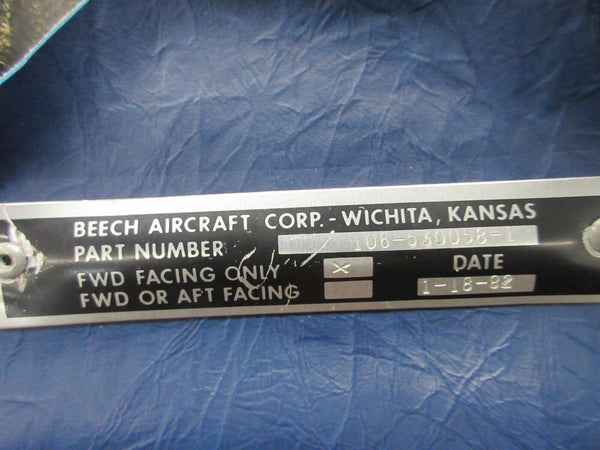 BEECH AIRCRAFT CORP.-WICHITA, KANSAS
PART NUMBER 106-530058-1
FWD FACING ONLY X DATE
FWD OR AFT FACING 1-18-92